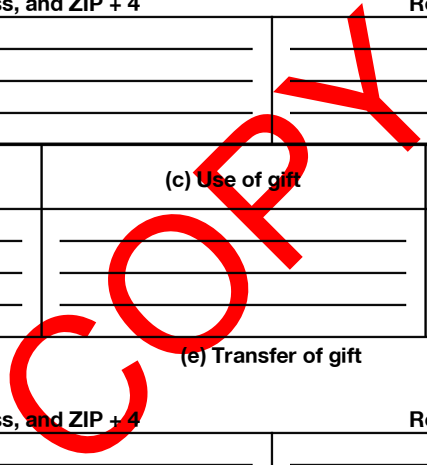 ss, and ZIP + 4 Re
(c) Use of gift
(e) Transfer of gift
ss, and ZIP + 4 Re
COPY